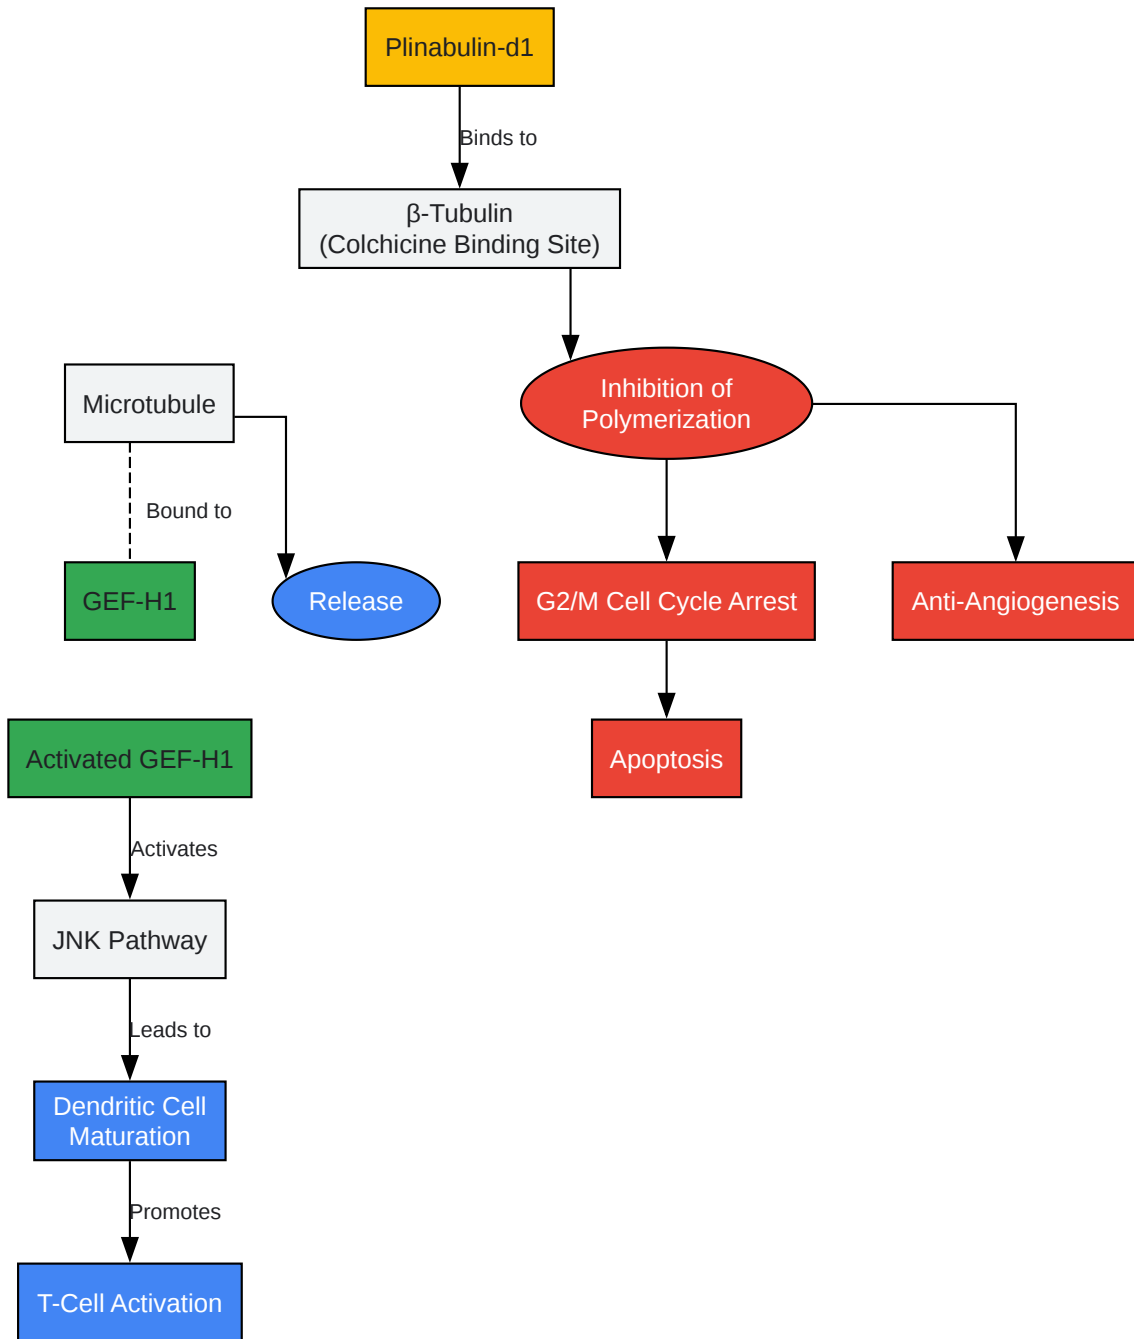 Plinabulin-d1
Binds to
β-Tubulin
(Colchicine Binding Site)
Inhibition of
Polymerization
Microtubule
Bound to
GEF-H1
Release
G2/M Cell Cycle Arrest
Anti-Angiogenesis
Activated GEF-H1
Apoptosis
Activates
JNK Pathway
Leads to
Dendritic Cell
Maturation
Promotes
T-Cell Activation